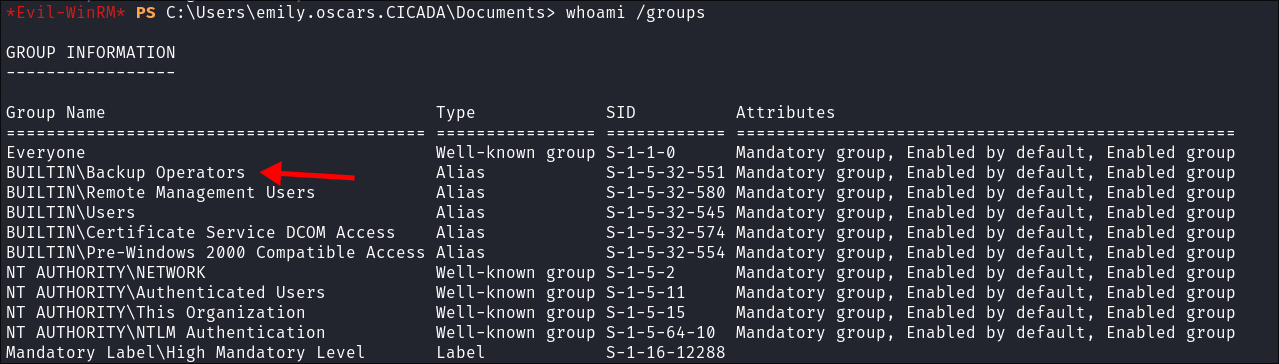 *Evil-WinRM* PS C:\Users\emily.oscars.CICADA\Documents> whoami /groups
GROUP INFORMATION
-----------------
Group Name                                 Type             SID          Attributes
========================================== ================ ============ ==================================================
Everyone                                   Well-known group S-1-1-0      Mandatory group, Enabled by default, Enabled group
BUILTIN\Backup Operators                   Alias            S-1-5-32-551 Mandatory group, Enabled by default, Enabled group
BUILTIN\Remote Management Users            Alias            S-1-5-32-580 Mandatory group, Enabled by default, Enabled group
BUILTIN\Users                              Alias            S-1-5-32-545 Mandatory group, Enabled by default, Enabled group
BUILTIN\Certificate Service DCOM Access    Alias            S-1-5-32-574 Mandatory group, Enabled by default, Enabled group
BUILTIN\Pre-Windows 2000 Compatible Access Alias            S-1-5-32-554 Mandatory group, Enabled by default, Enabled group
NT AUTHORITY\NETWORK                       Well-known group S-1-5-2      Mandatory group, Enabled by default, Enabled group
NT AUTHORITY\Authenticated Users           Well-known group S-1-5-11     Mandatory group, Enabled by default, Enabled group
NT AUTHORITY\This Organization             Well-known group S-1-5-15     Mandatory group, Enabled by default, Enabled group
NT AUTHORITY\NTLM Authentication           Well-known group S-1-5-64-10  Mandatory group, Enabled by default, Enabled group
Mandatory Label\High Mandatory Level       Label            S-1-16-12288